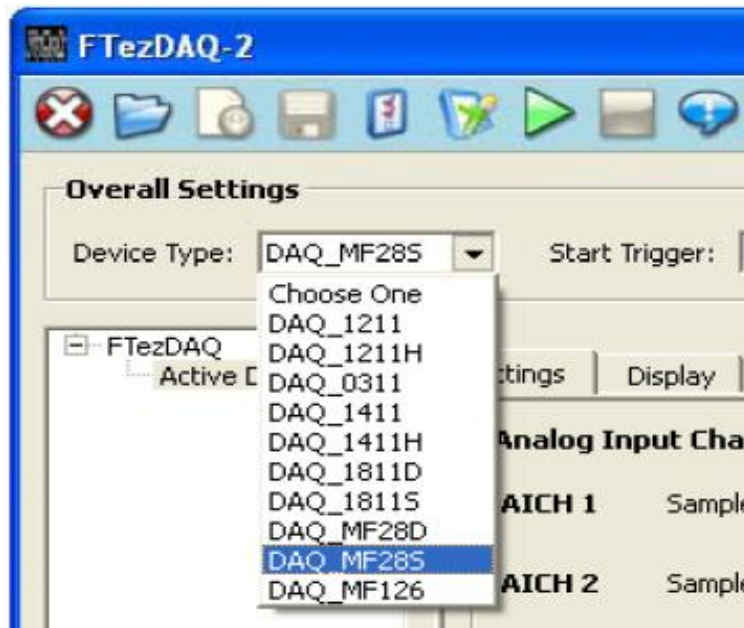 FTezDAQ-2
Overall Settings
Device Type: DAQ_MF28S Start Trigger:
Choose One
DAQ_1211
DAQ_1211H
DAQ_0311
DAQ_1411
DAQ_1411H
DAQ_1811D
DAQ_1811S
DAQ_MF28D
DAQ_MF28S
DAQ_MF126
FTezDAQ
Active D
ttings Display
Analog Input Cha
AICH 1 Sample
AICH 2 Sample